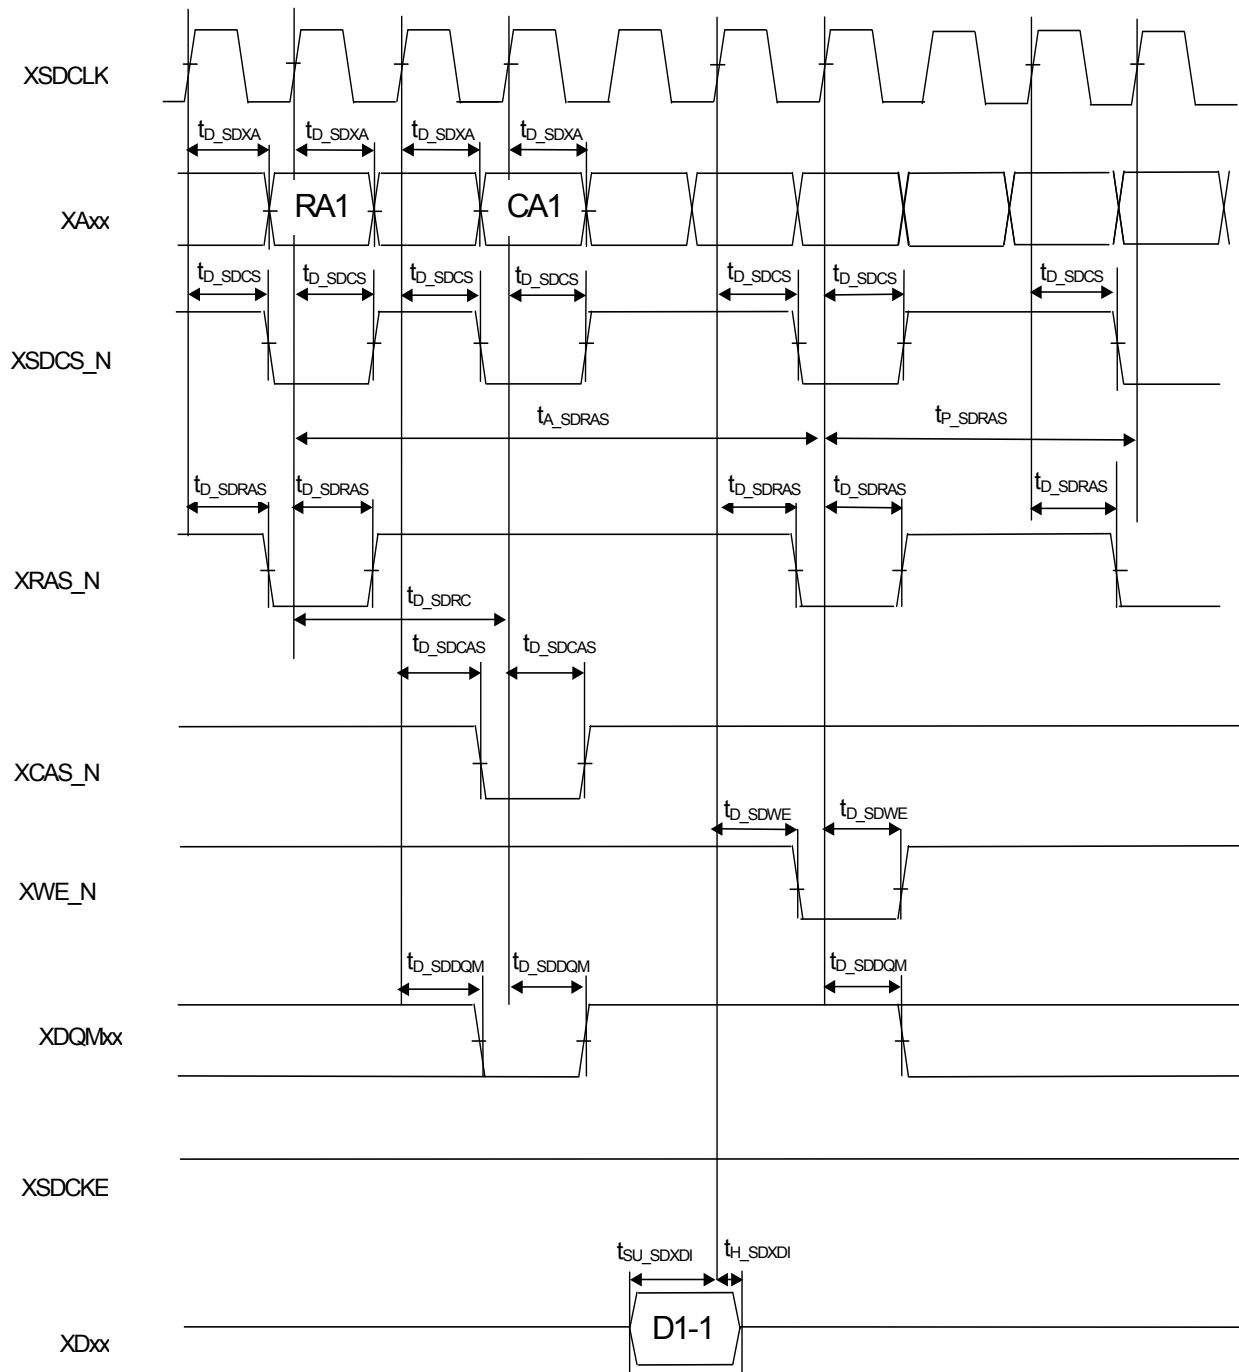 XSDCLK
tD_SDXA tD_SDXA tD_SDXA tD_SDXA
XAxx RA1 CA1
tD_SDCS tD_SDCS tD_SDCS tD_SDCS tD_SDCS tD_SDCS tD_SDCS
XSDCS_N
tA_SDRAS tP_SDRAS
tD_SDRAS tD_SDRAS tD_SDRAS tD_SDRAS tD_SDRAS
XRAS_N
tD_SDRC
tD_SDCAS tD_SDCAS
XCAS_N
tD_SDWE tD_SDWE
XWE_N
tD_SDDQM tD_SDDQM tD_SDDQM
XDQMxx
XSDCKE
tSU_SDXDI tH_SDXDI
XDxx D1-1